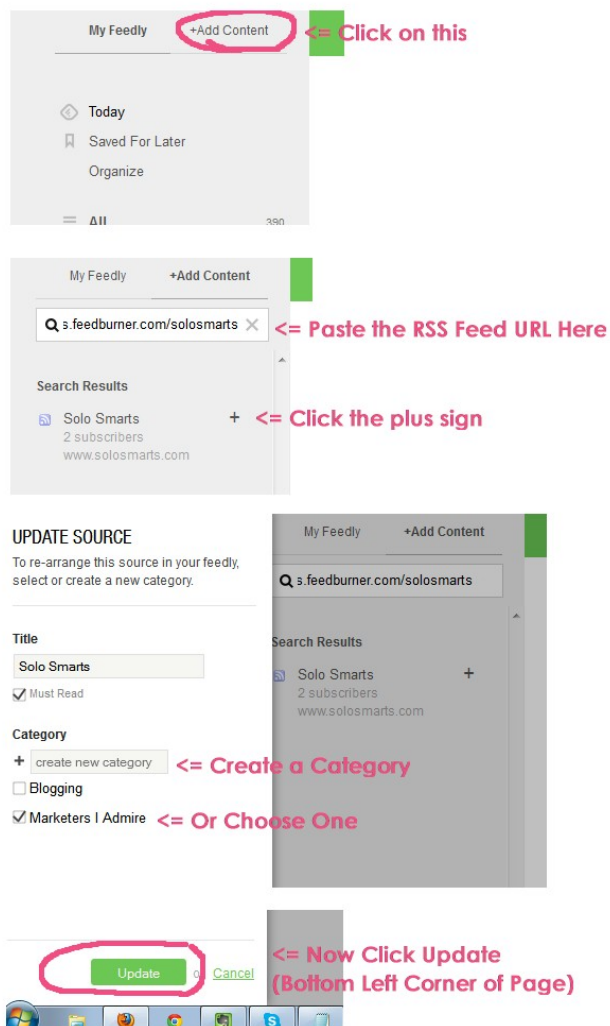 My Feedly +Add Content <= Click on this
Today
Saved For Later
Organize
All 390
My Feedly +Add Content
s.feedburner.com/solosmarts <= Paste the RSS Feed URL Here
Search Results
Solo Smarts + <= Click the plus sign
2 subscribers
www.solosmarts.com
UPDATE SOURCE
To re-arrange this source in your feedly,
select or create a new category.
Title
Solo Smarts
Must Read
Category
+ create new category <= Create a Category
Blogging
Marketers I Admire <= Or Choose One
My Feedly +Add Content
s.feedburner.com/solosmarts
Search Results
Solo Smarts +
2 subscribers
www.solosmarts.com
Update Cancel
<= Now Click Update
(Bottom Left Corner of Page)